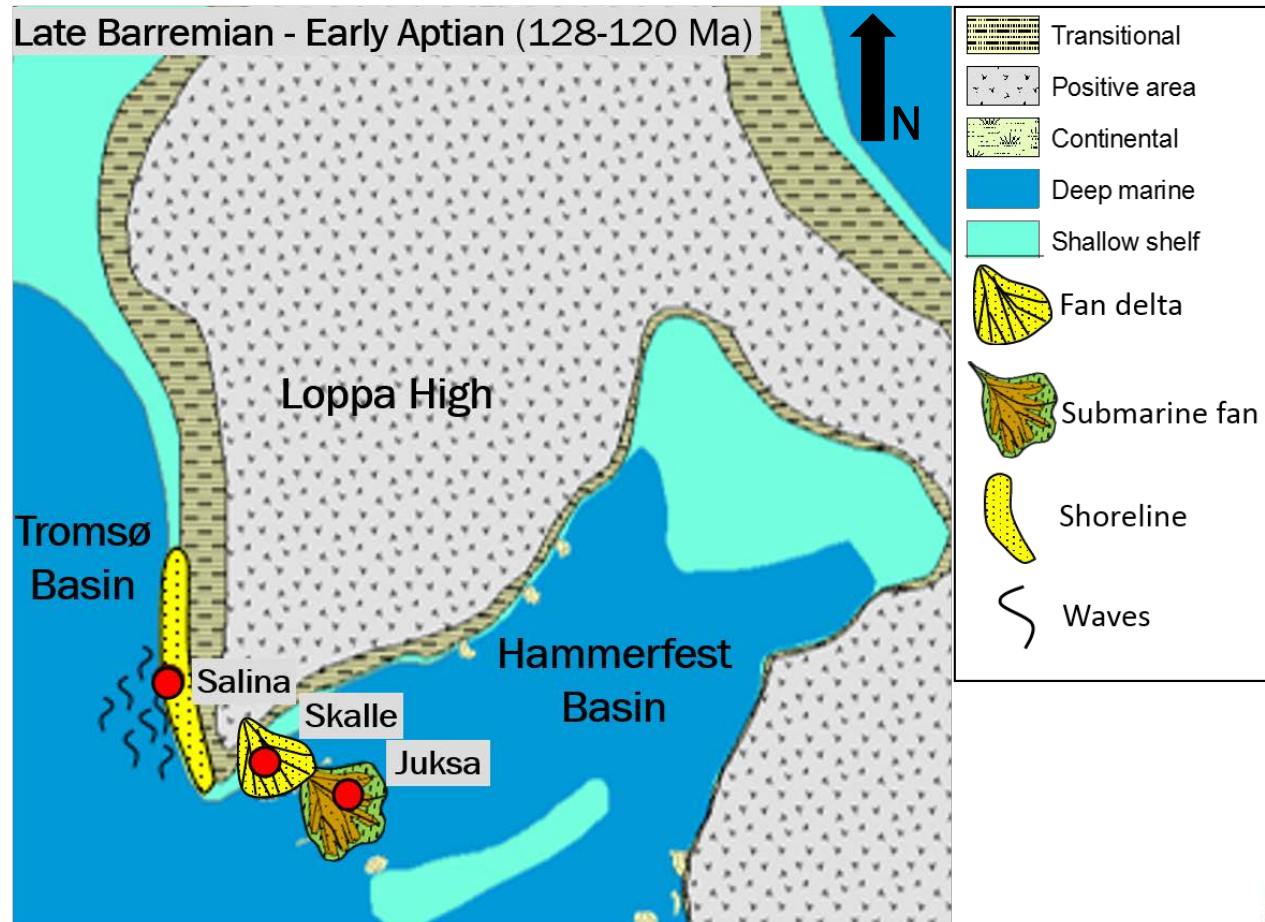 Late Barremian - Early Aptian (128-120 Ma)
N
Loppa High
Tromsø
Basin
Hammerfest
Basin
Salina
Skalle
Juksa
Transitional
Positive area
Continental
Deep marine
Shallow shelf
Fan delta
Submarine fan
Shoreline
Waves